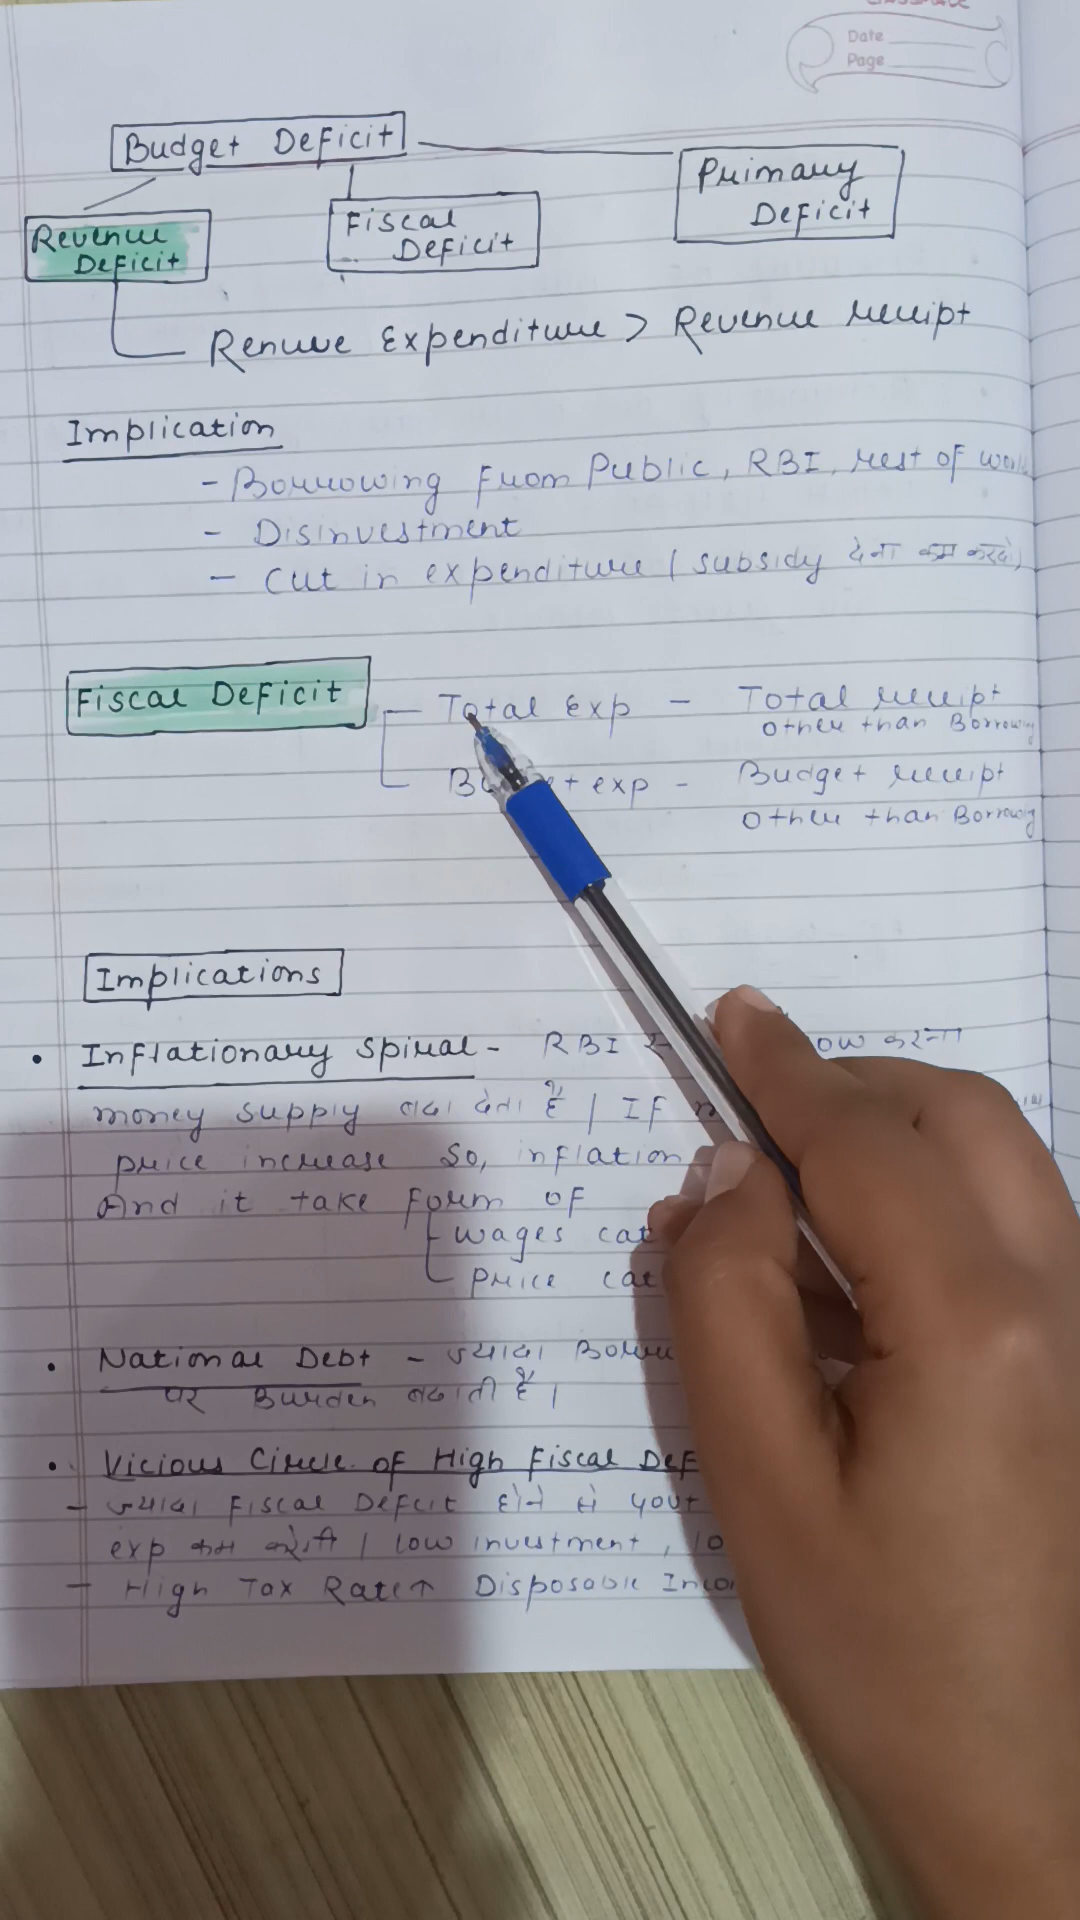 Date
Page
Budget Deficit
Primary
Deficit
Revenue
Deficit
Fiscal
Deficit
Renuve Expenditure > Revenue receipt
Implication
- Borrowing From Public, RBI, rest of
- Disinvestment
- cut in expenditure / subsidy देना कम करदो
Fiscal Deficit
Total Exp - Total receipt
other than Borrowing
exp - Budget receipt
other than Borrowing
Implications
• Inflationary Spiral - RBI से करना
money supply बढा देता है | IF
price increase so, inflation
And it take Form of
wages
price
• National Debt - ज्यादा
पर Burden बढाती है |
• Vicious Circle of High Fiscal
- ज्यादा Fiscal Deficit होने से govt
exp कम करेगी | low investment,
- High Tax Rate↑ Disposable